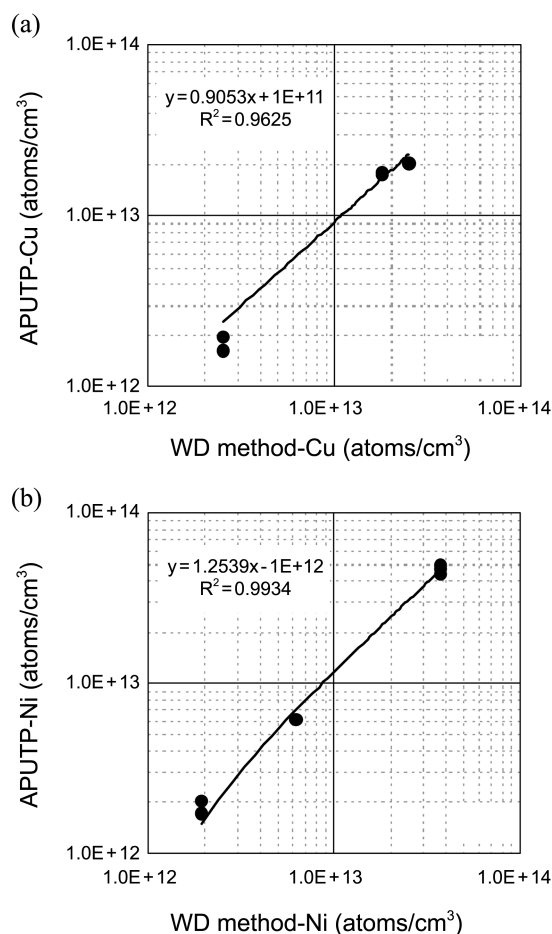 (a)
1.0E+14
y=0.9053x+1E+11
R²=0.9625
1.0E+13
1.0E+12
APUTP-Cu (atoms/cm³)
1.0E+12 1.0E+13 1.0E+14
WD method-Cu (atoms/cm³)
(b)
1.0E+14
y=1.2539x-1E+12
R²=0.9934
1.0E+13
1.0E+12
APUTP-Ni (atoms/cm³)
1.0E+12 1.0E+13 1.0E+14
WD method-Ni (atoms/cm³)